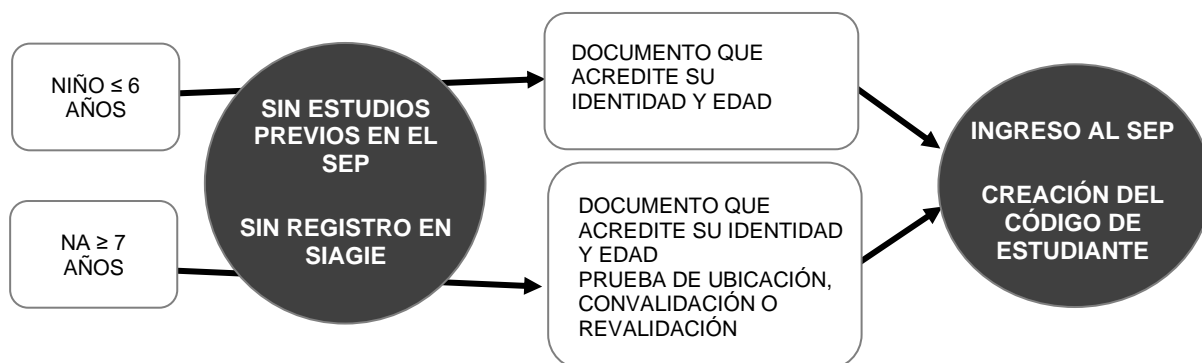 NIÑO ≤ 6
AÑOS
NA ≥ 7
AÑOS
SIN ESTUDIOS
PREVIOS EN EL
SEP
SIN REGISTRO EN
SIAGIE
DOCUMENTO QUE
ACREDITE SU
IDENTIDAD Y EDAD
DOCUMENTO QUE
ACREDITE SU IDENTIDAD
Y EDAD
PRUEBA DE UBICACIÓN,
CONVALIDACIÓN O
REVALIDACIÓN
INGRESO AL SEP
CREACIÓN DEL
CÓDIGO DE
ESTUDIANTE